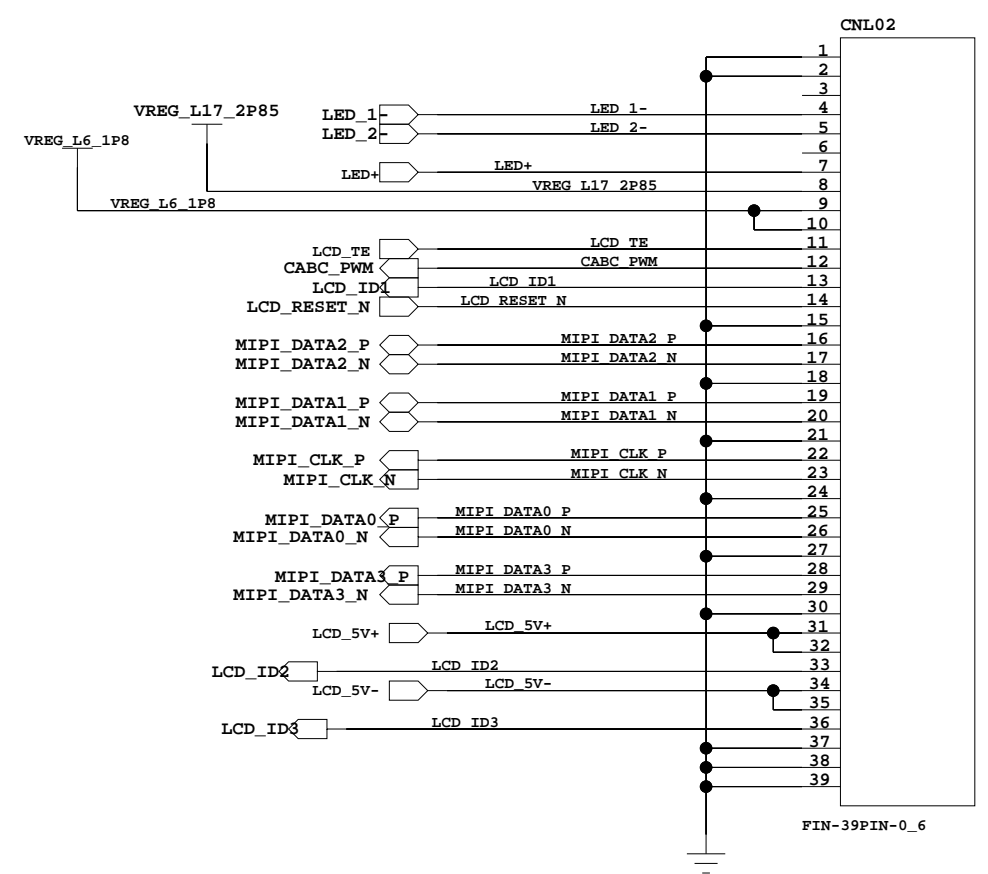 CNL02
1
2
3
VREG_L17_2P85 LED_1- LED 1- 4
VREG_L6_1P8 LED_2- LED 2- 5
6
LED+ LED+ 7
VREG L17 2P85 8
VREG_L6_1P8 9
10
LCD_TE LCD TE 11
CABC_PWM CABC_PWM 12
LCD_ID1 LCD ID1 13
LCD_RESET_N LCD RESET N 14
15
MIPI_DATA2_P MIPI DATA2 P 16
MIPI_DATA2_N MIPI DATA2 N 17
18
MIPI_DATA1_P MIPI DATA1 P 19
MIPI_DATA1_N MIPI DATA1 N 20
21
MIPI_CLK_P MIPI CLK P 22
MIPI_CLK_N MIPI CLK N 23
24
MIPI_DATA0_P MIPI DATA0 P 25
MIPI_DATA0_N MIPI DATA0 N 26
27
MIPI_DATA3_P MIPI DATA3 P 28
MIPI_DATA3_N MIPI DATA3 N 29
30
LCD_5V+ LCD_5V+ 31
32
LCD_ID2 LCD ID2 33
LCD_5V- LCD_5V- 34
35
LCD_ID3 LCD ID3 36
37
38
39
FIN-39PIN-0_6